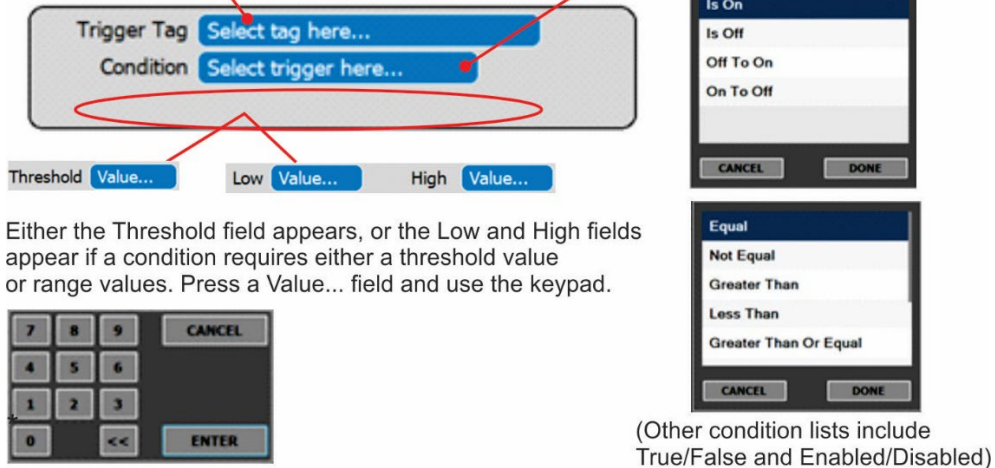 Trigger Tag Select tag here...
Condition Select trigger here...
Threshold Value... Low Value... High Value...
Either the Threshold field appears, or the Low and High fields
appear if a condition requires either a threshold value
or range values. Press a Value... field and use the keypad.
7 8 9 CANCEL
4 5 6
1 2 3
*
0 << ENTER
Is On
Is Off
Off To On
On To Off
CANCEL DONE
Equal
Not Equal
Greater Than
Less Than
Greater Than Or Equal
CANCEL DONE
(Other condition lists include
True/False and Enabled/Disabled)